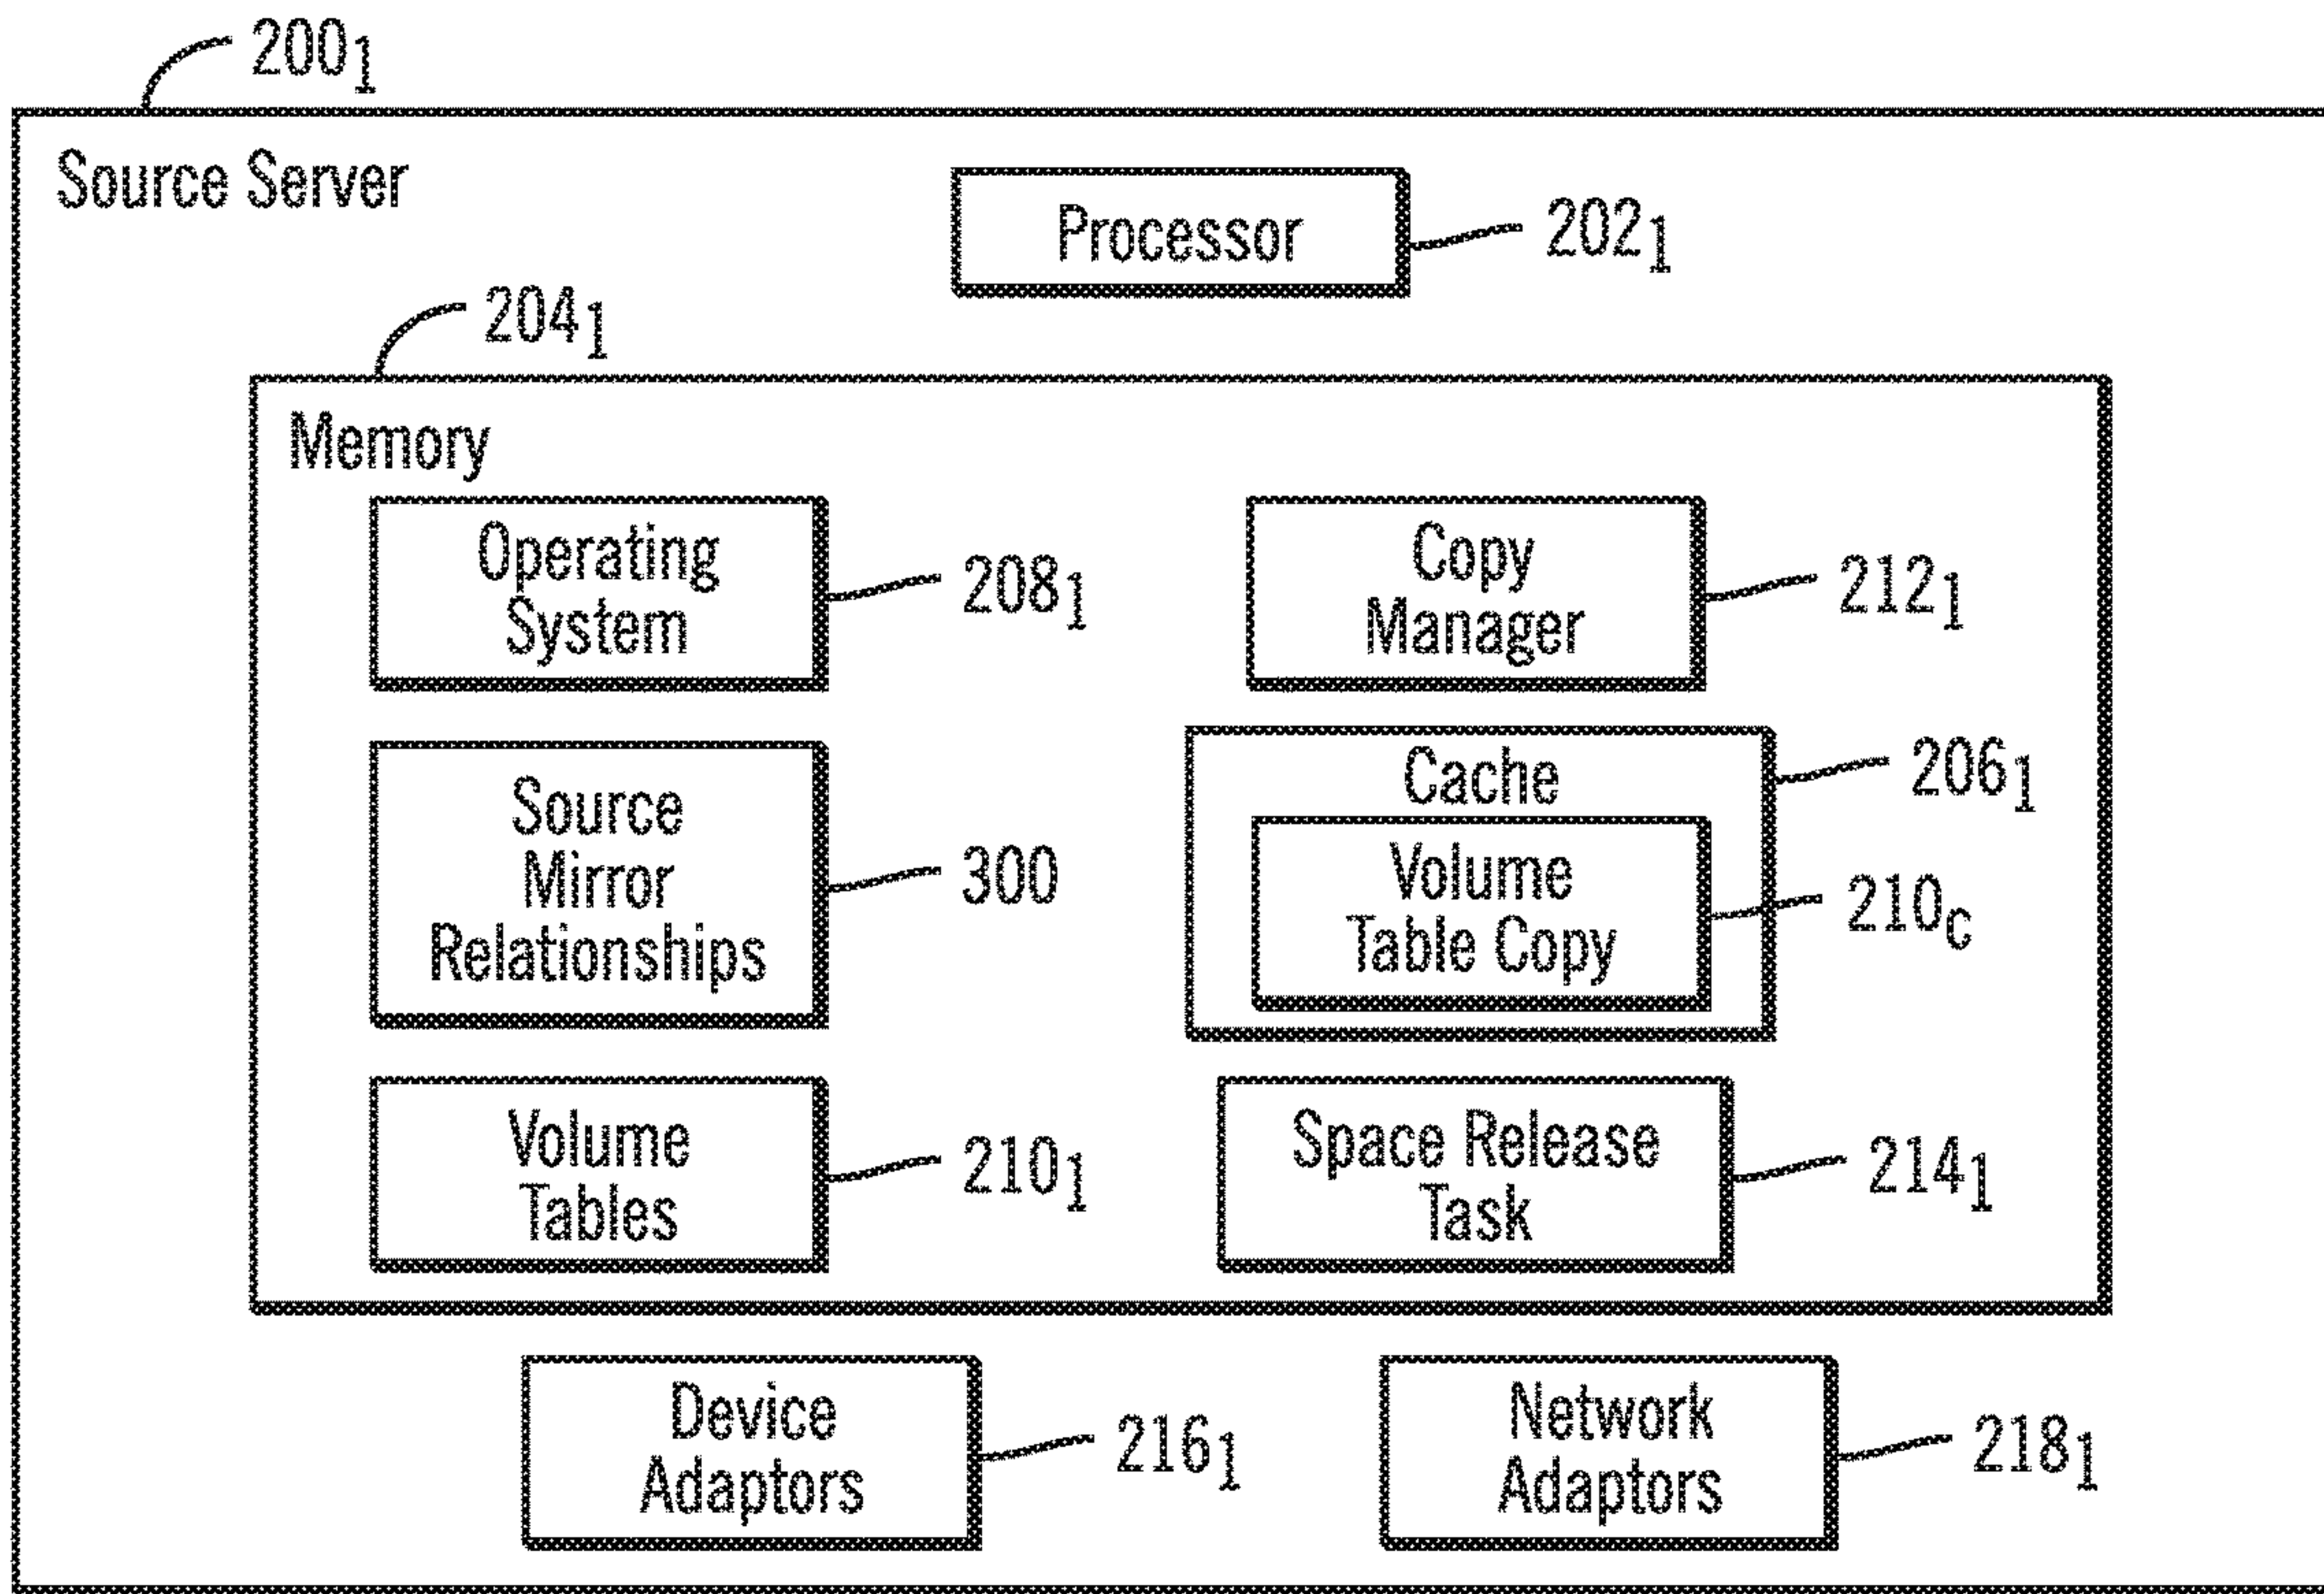 200₁
Source Server
Processor
202₁
204₁
Memory
Operating
System
208₁
Copy
Manager
212₁
Source
Mirror
Relationships
300
Cache
206₁
Volume
Table Copy
210c
Volume
Tables
210₁
Space Release
Task
214₁
Device
Adaptors
216₁
Network
Adaptors
218₁